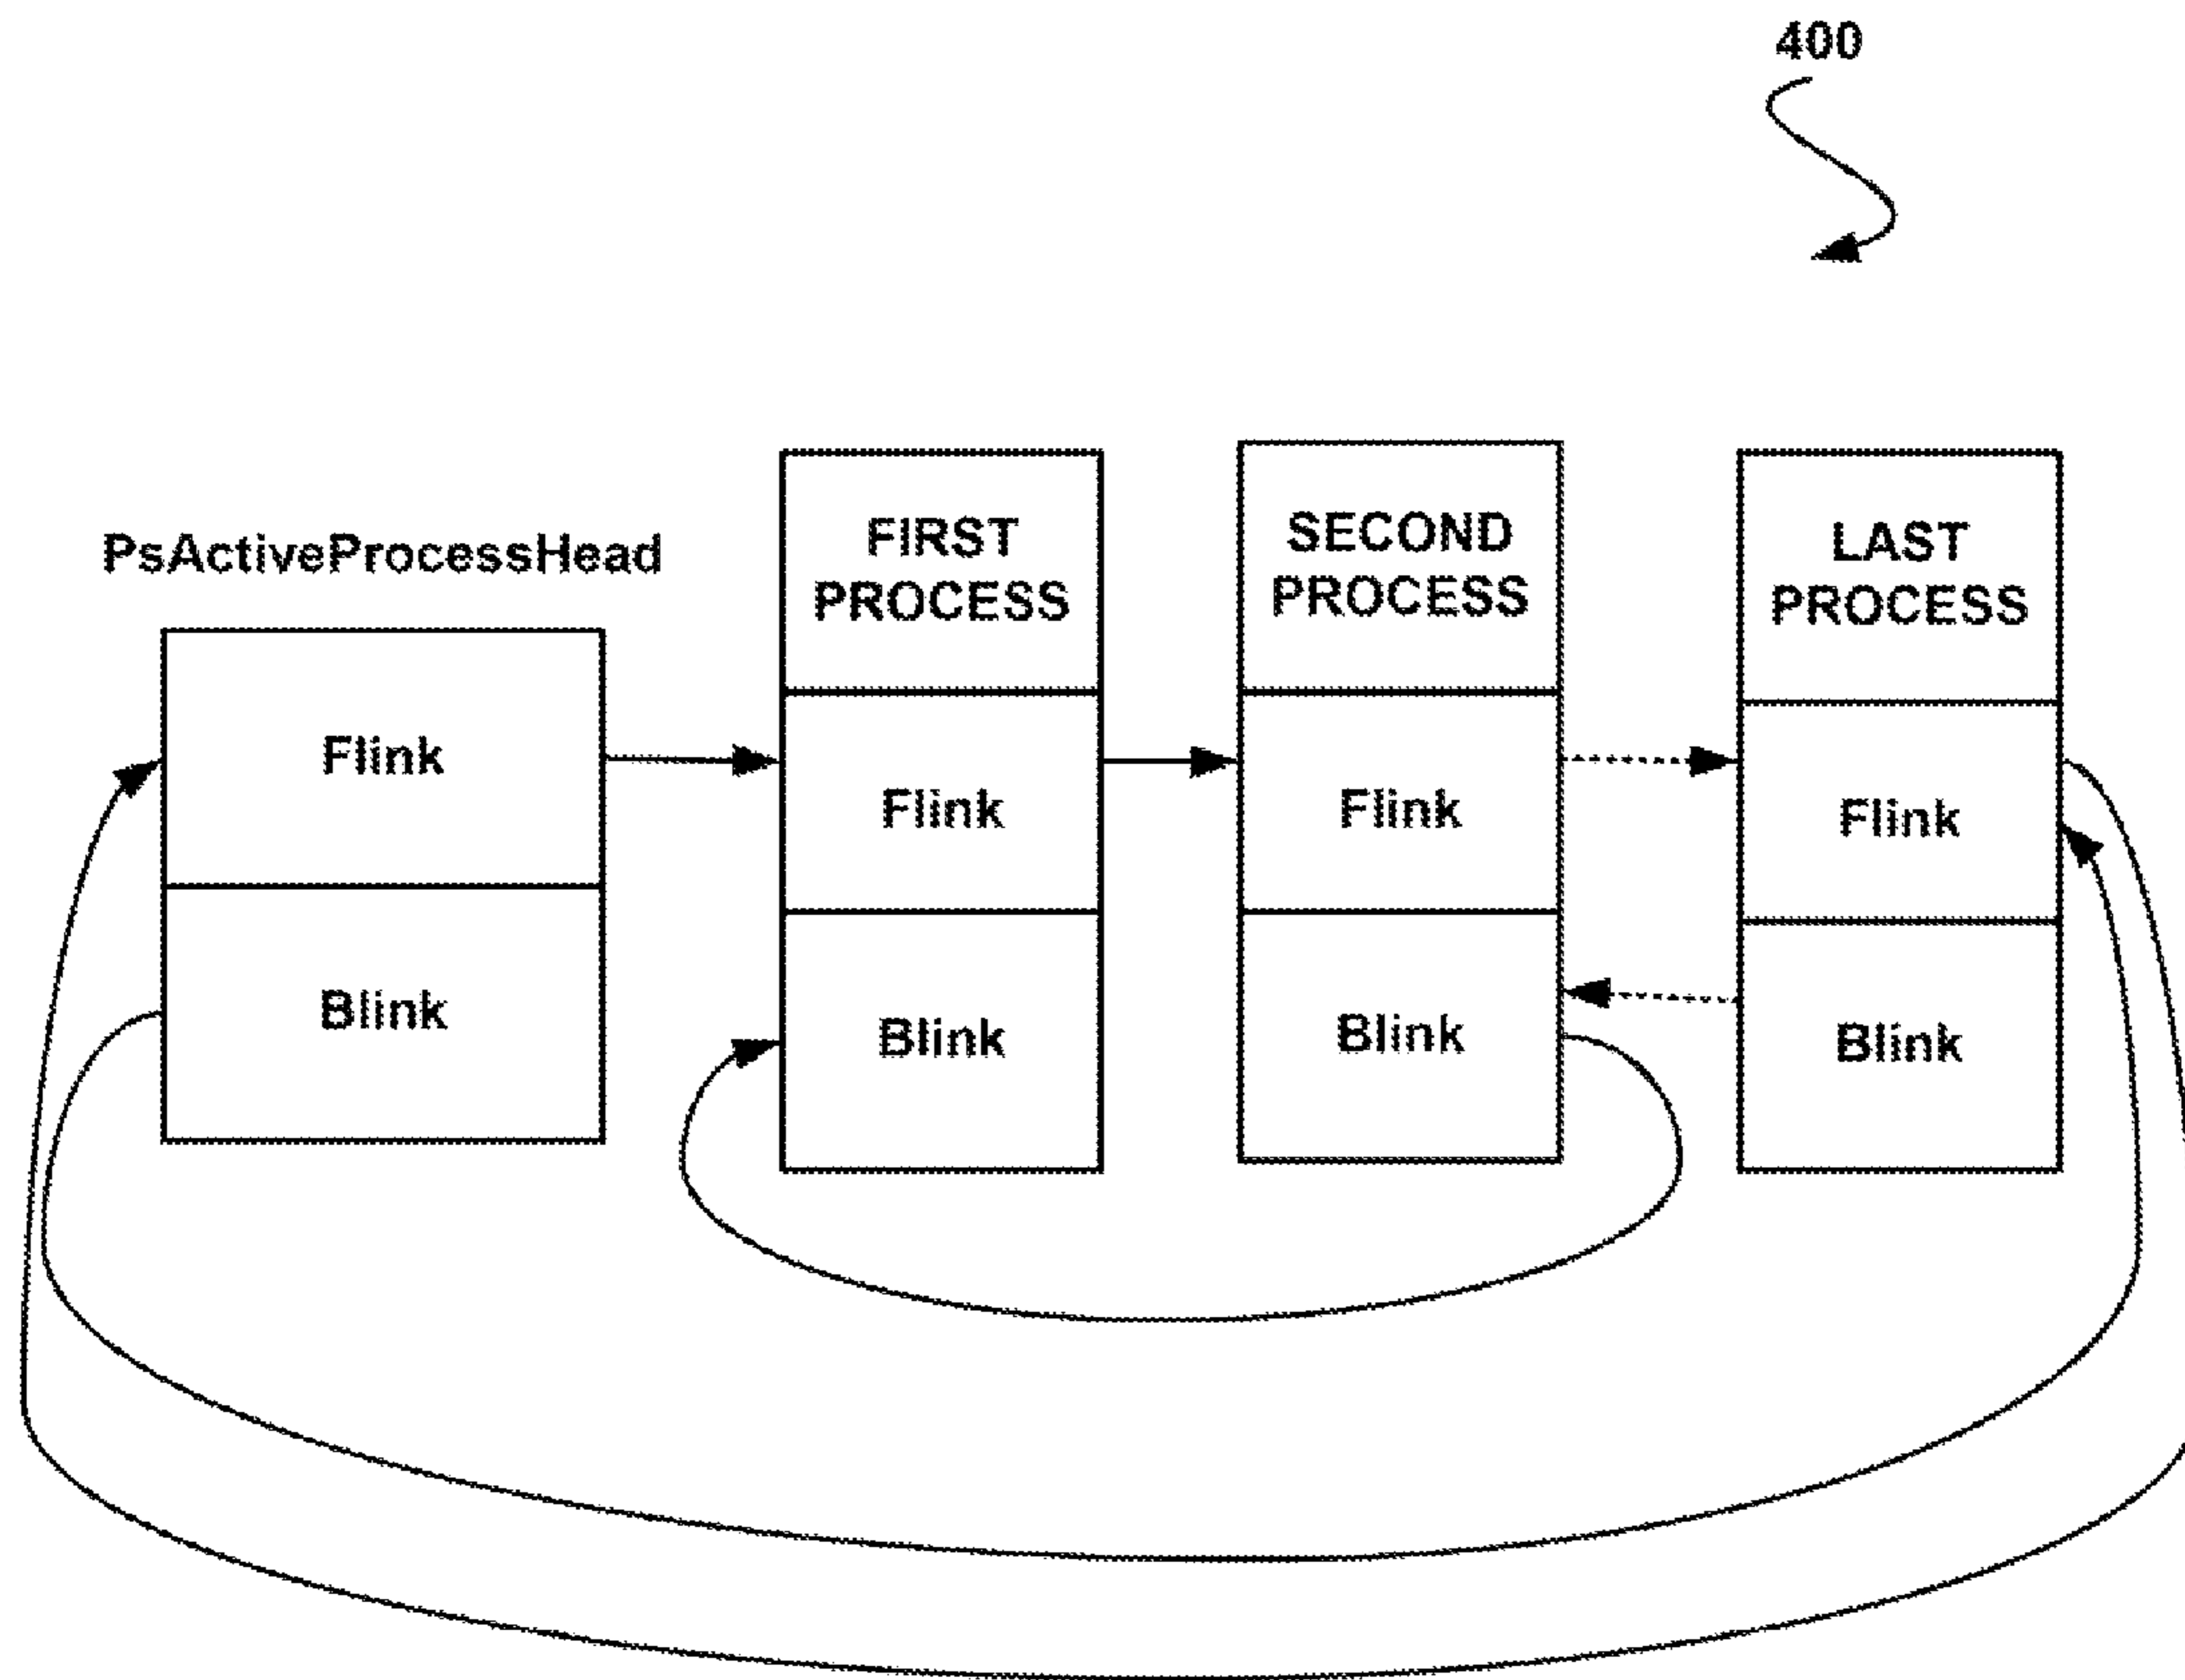 400
PsActiveProcessHead
Flink
Blink
FIRST
PROCESS
Flink
Blink
SECOND
PROCESS
Flink
Blink
LAST
PROCESS
Flink
Blink